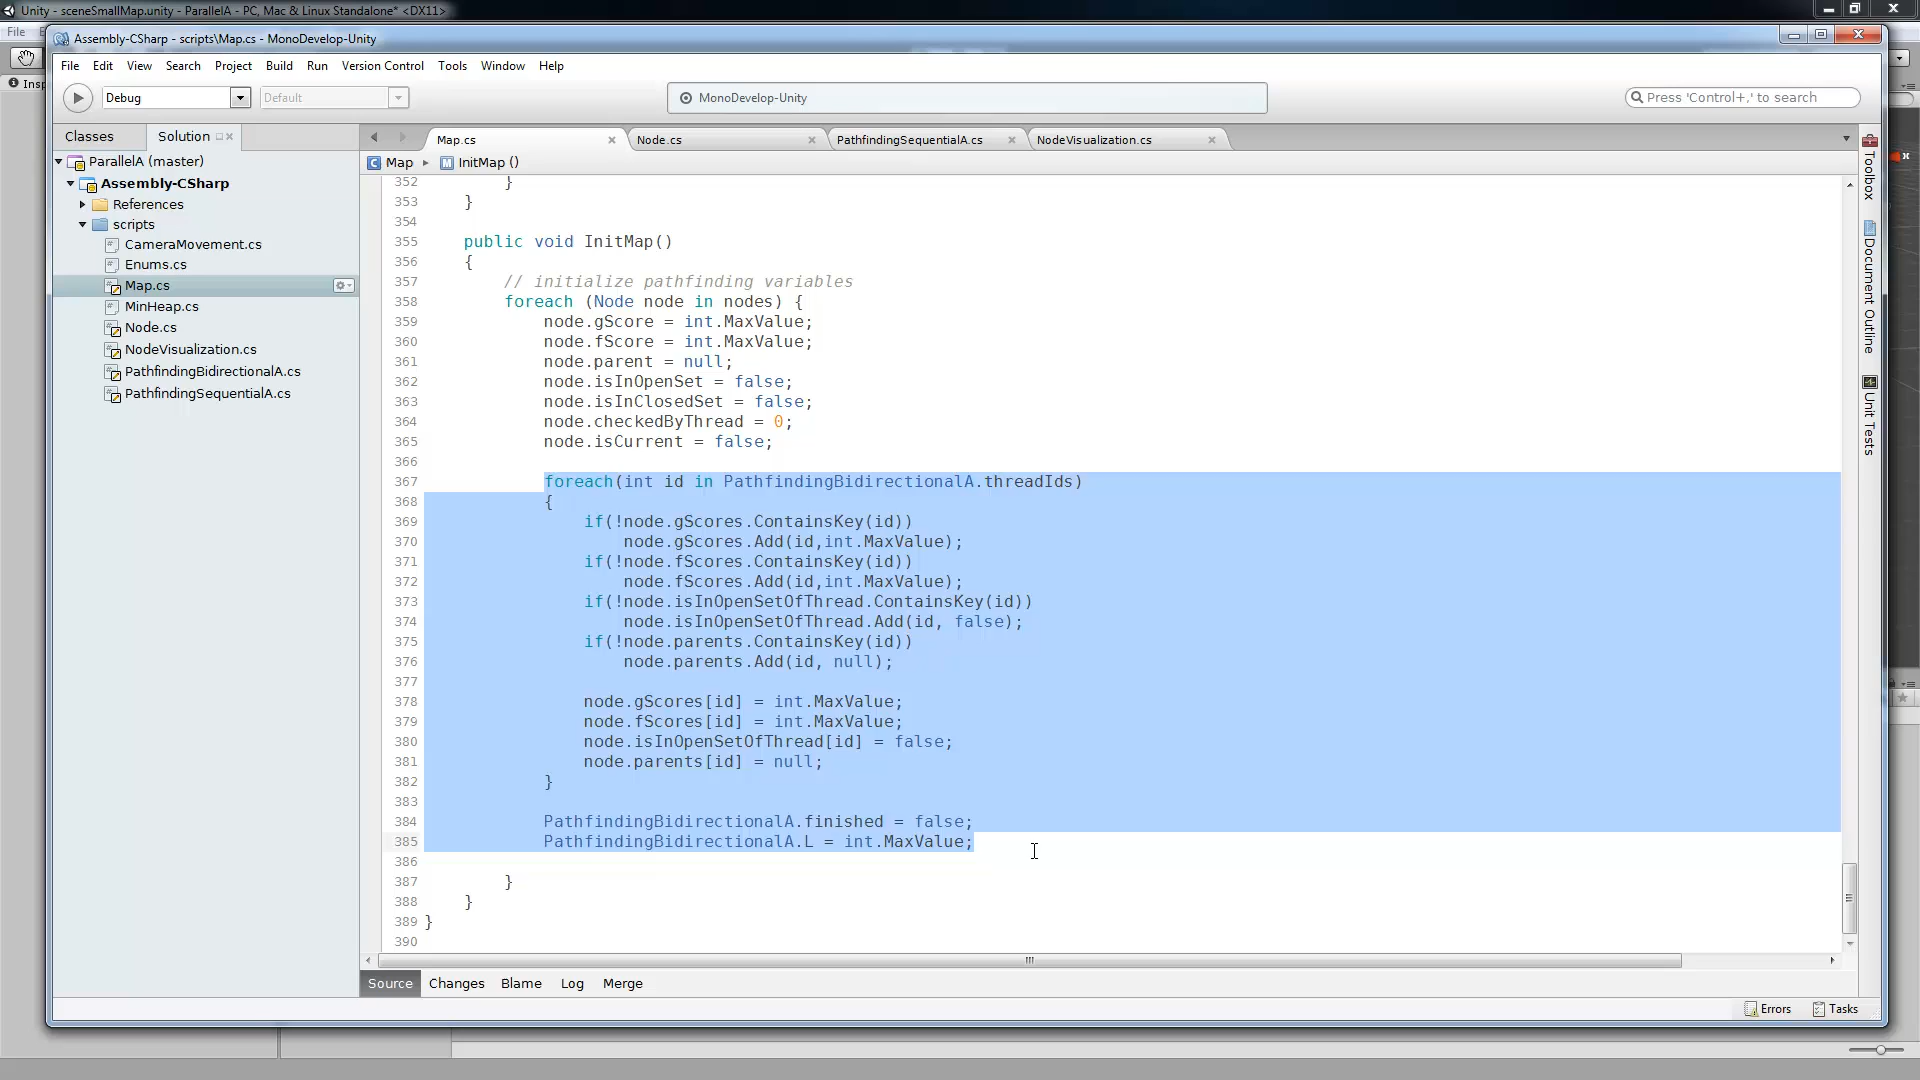 Unity - sceneSmallMap.unity - ParallelA - PC, Mac & Linux Standalone* <DX11>
File
Assembly-CSharp - scripts\Map.cs - MonoDevelop-Unity
File Edit View Search Project Build Run Version Control Tools Window Help
Insp
Debug Default MonoDevelop-Unity Press 'Control+,' to search
Classes Solution Map.cs Node.cs PathfindingSequentialA.cs NodeVisualization.cs
Map InitMap ()
ParallelA (master)
Assembly-CSharp
References
scripts
CameraMovement.cs
Enums.cs
Map.cs
MinHeap.cs
Node.cs
NodeVisualization.cs
PathfindingBidirectionalA.cs
PathfindingSequentialA.cs
352 }
353 }
354
355 public void InitMap()
356 {
357 // initialize pathfinding variables
358 foreach (Node node in nodes) {
359 node.gScore = int.MaxValue;
360 node.fScore = int.MaxValue;
361 node.parent = null;
362 node.isInOpenSet = false;
363 node.isInClosedSet = false;
364 node.checkedByThread = 0;
365 node.isCurrent = false;
366
367 foreach(int id in PathfindingBidirectionalA.threadIds)
368 {
369 if(!node.gScores.ContainsKey(id))
370 node.gScores.Add(id,int.MaxValue);
371 if(!node.fScores.ContainsKey(id))
372 node.fScores.Add(id,int.MaxValue);
373 if(!node.isInOpenSetOfThread.ContainsKey(id))
374 node.isInOpenSetOfThread.Add(id, false);
375 if(!node.parents.ContainsKey(id))
376 node.parents.Add(id, null);
377
378 node.gScores[id] = int.MaxValue;
379 node.fScores[id] = int.MaxValue;
380 node.isInOpenSetOfThread[id] = false;
381 node.parents[id] = null;
382 }
383
384 PathfindingBidirectionalA.finished = false;
385 PathfindingBidirectionalA.L = int.MaxValue;
386
387 }
388 }
389 }
390
Toolbox
Document Outline
Unit Tests
Source Changes Blame Log Merge
Errors Tasks